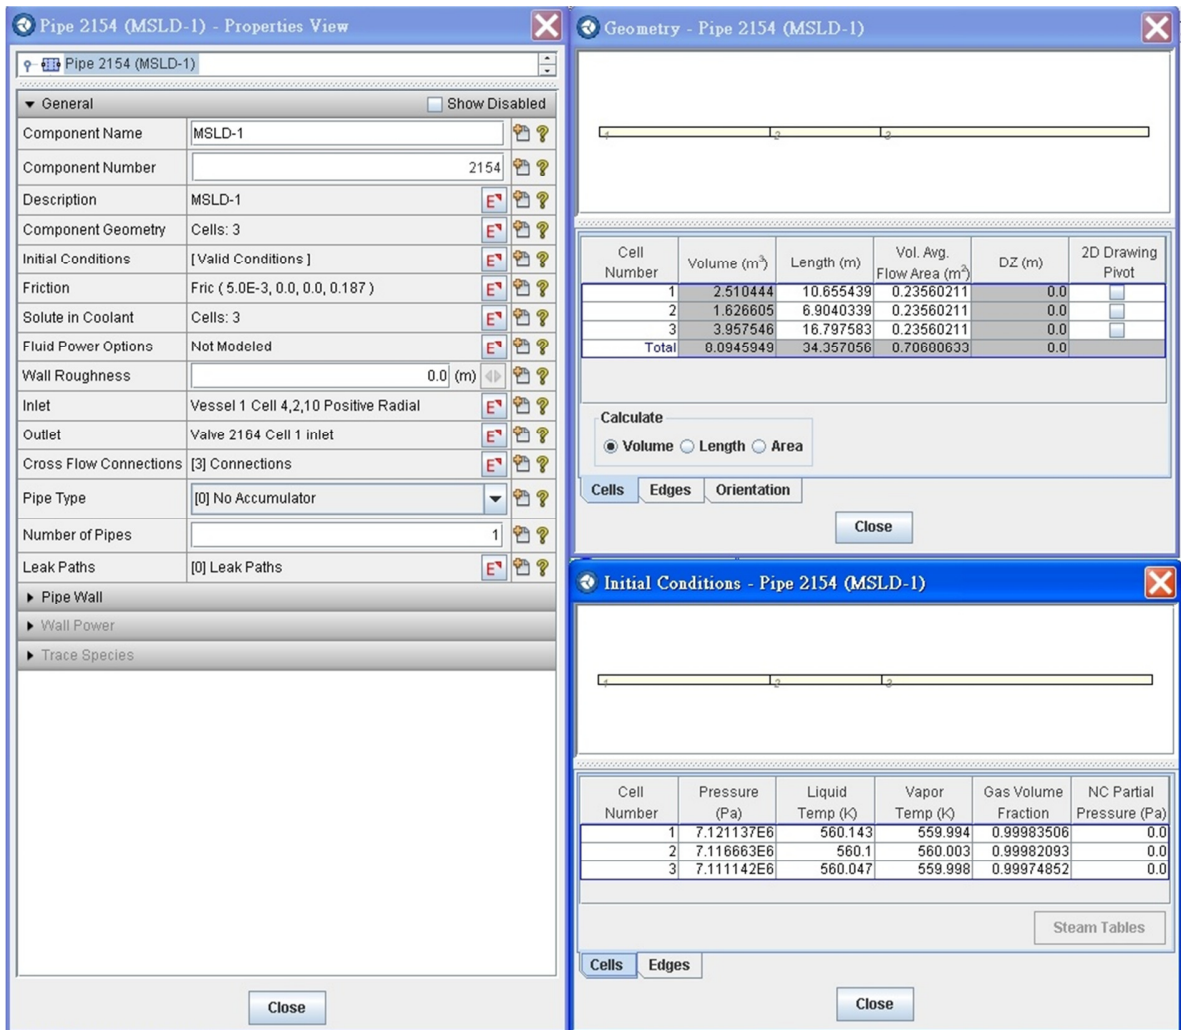 Pipe 2154 (MSLD-1) - Properties View
Pipe 2154 (MSLD-1)
General Show Disabled
Component Name MSLD-1
Component Number 2154
Description MSLD-1
Component Geometry Cells: 3
Initial Conditions [Valid Conditions ]
Friction Fric ( 5.0E-3, 0.0, 0.0, 0.187 )
Solute in Coolant Cells: 3
Fluid Power Options Not Modeled
Wall Roughness 0.0 (m)
Inlet Vessel 1 Cell 4,2,10 Positive Radial
Outlet Valve 2164 Cell 1 inlet
Cross Flow Connections [3] Connections
Pipe Type [0] No Accumulator
Number of Pipes 1
Leak Paths [0] Leak Paths
Pipe Wall
Wall Power
Trace Species
Close
Geometry - Pipe 2154 (MSLD-1)
1 2 3
Cell Number Volume (m³) Length (m) Vol. Avg. Flow Area (m²) DZ (m) 2D Drawing Pivot
1 2.510444 10.655439 0.23560211 0.0
2 1.626605 6.9040339 0.23560211 0.0
3 3.957546 16.797583 0.23560211 0.0
Total 8.0945949 34.357056 0.70680633 0.0
Calculate
Volume Length Area
Cells Edges Orientation
Close
Initial Conditions - Pipe 2154 (MSLD-1)
1 2 3
Cell Number Pressure (Pa) Liquid Temp (K) Vapor Temp (K) Gas Volume Fraction NC Partial Pressure (Pa)
1 7.121137E6 560.143 559.994 0.99983506 0.0
2 7.116663E6 560.1 560.003 0.99982093 0.0
3 7.111142E6 560.047 559.998 0.99974852 0.0
Steam Tables
Cells Edges
Close